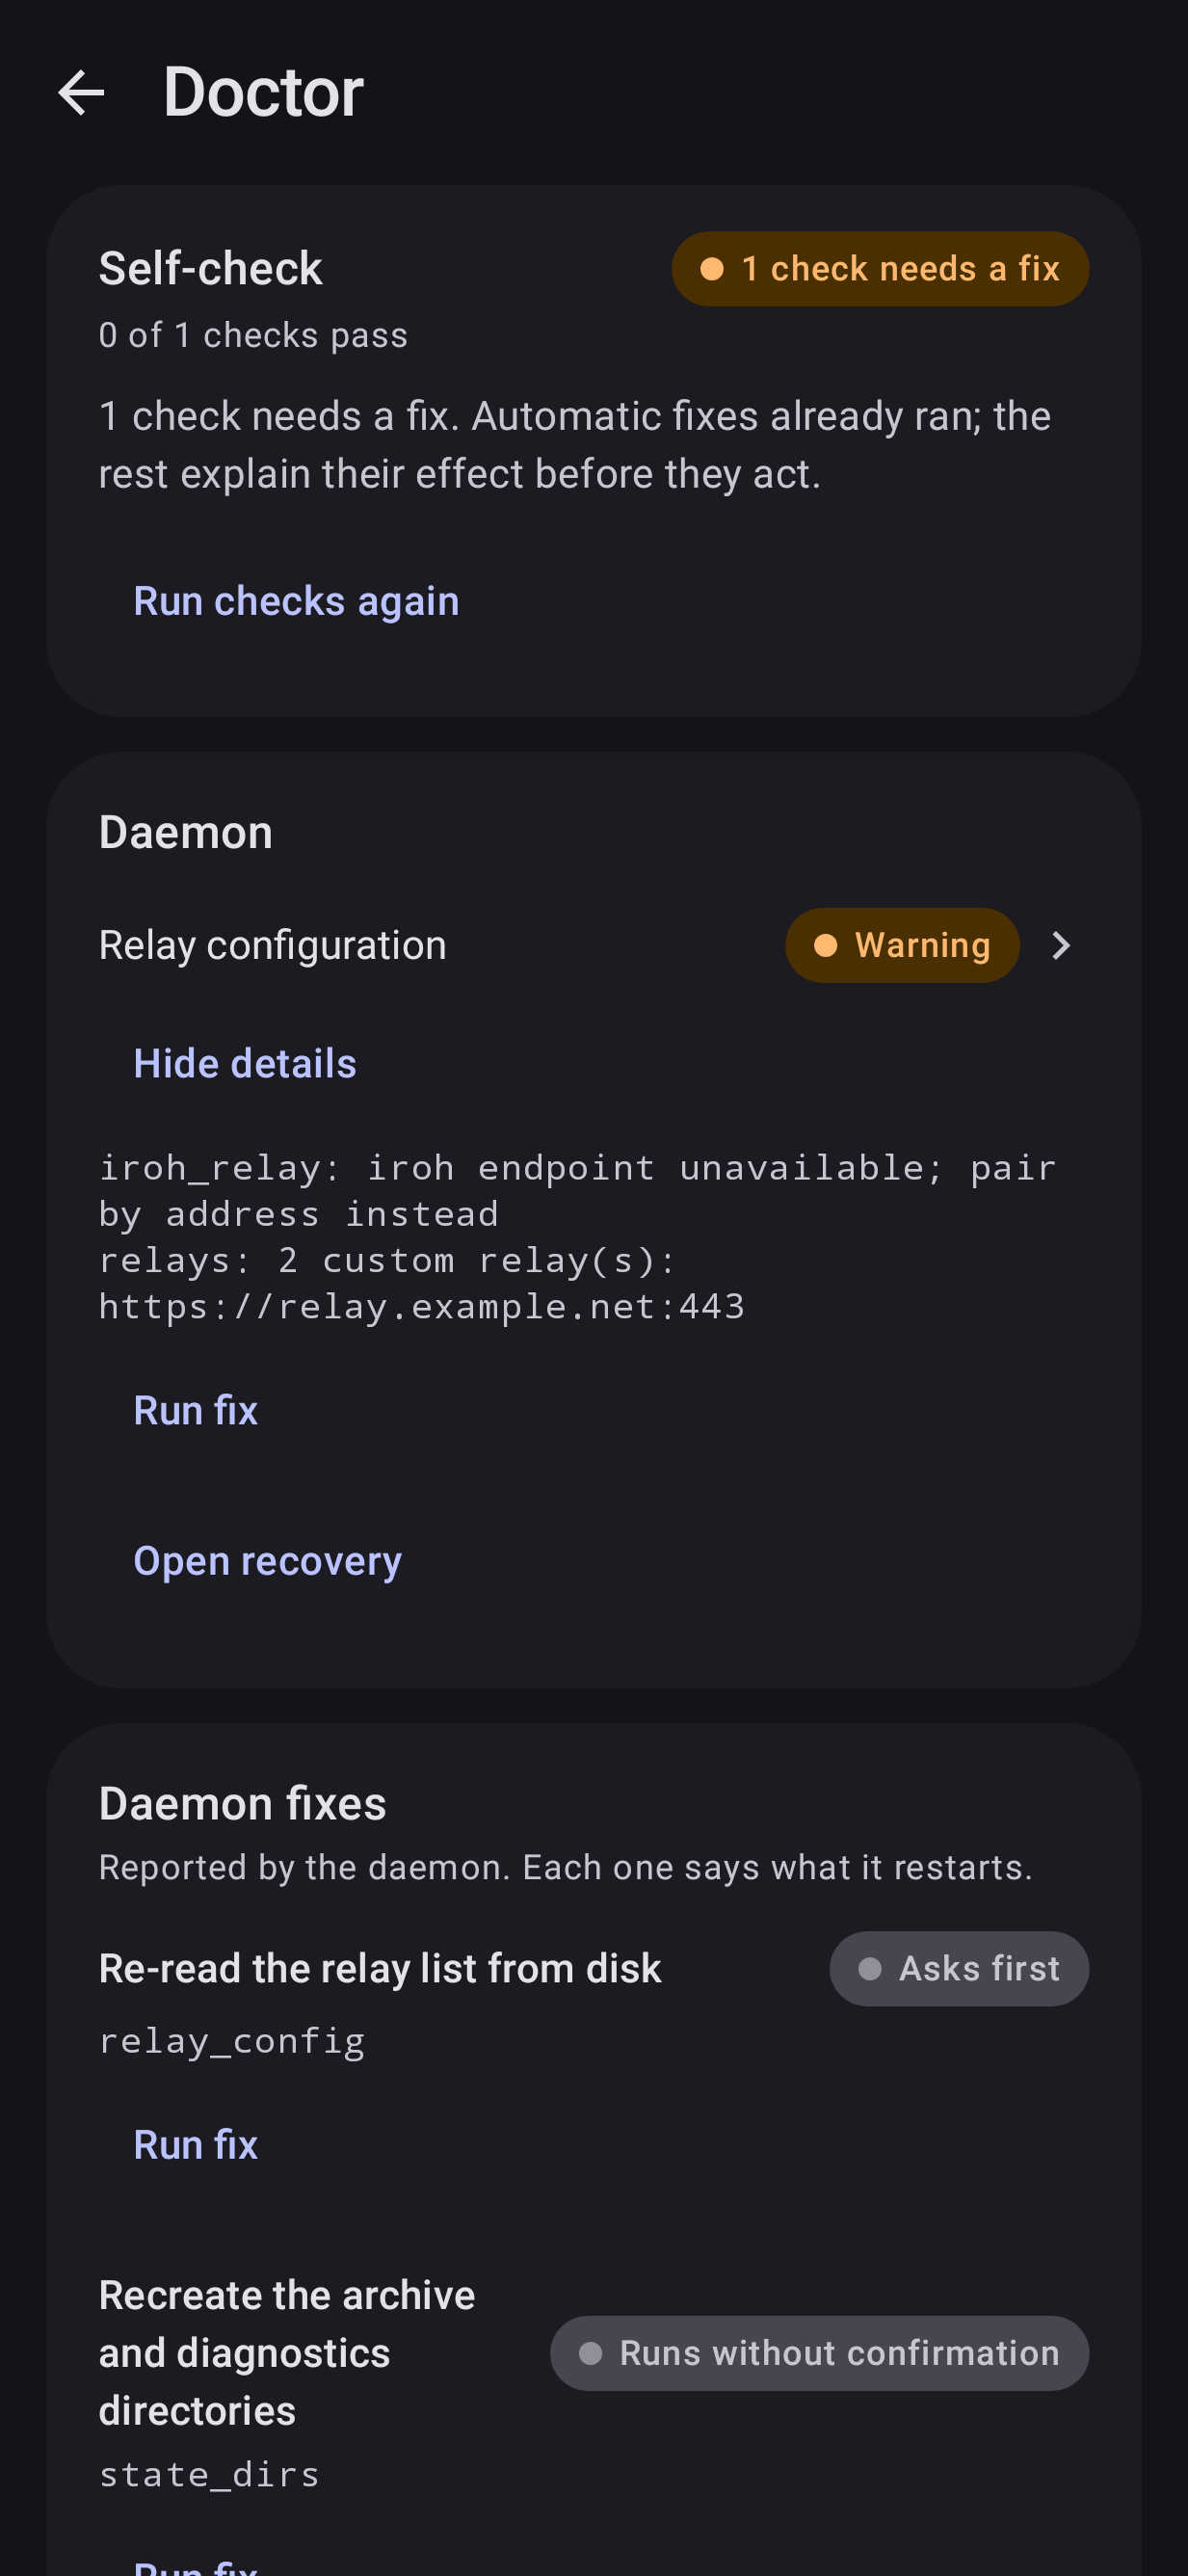 Doctor
Self-check
1 check needs a fix
0 of 1 checks pass
1 check needs a fix. Automatic fixes already ran; the
rest explain their effect before they act.
Run checks again
Daemon
Relay configuration
Warning
Hide details
iroh_relay: iroh endpoint unavailable; pair
by address instead
relays: 2 custom relay(s):
https://relay.example.net:443
Run fix
Open recovery
Daemon fixes
Reported by the daemon. Each one says what it restarts.
Re-read the relay list from disk
Asks first
relay_config
Run fix
Recreate the archive
and diagnostics
directories
Runs without confirmation
state_dirs
Run fix